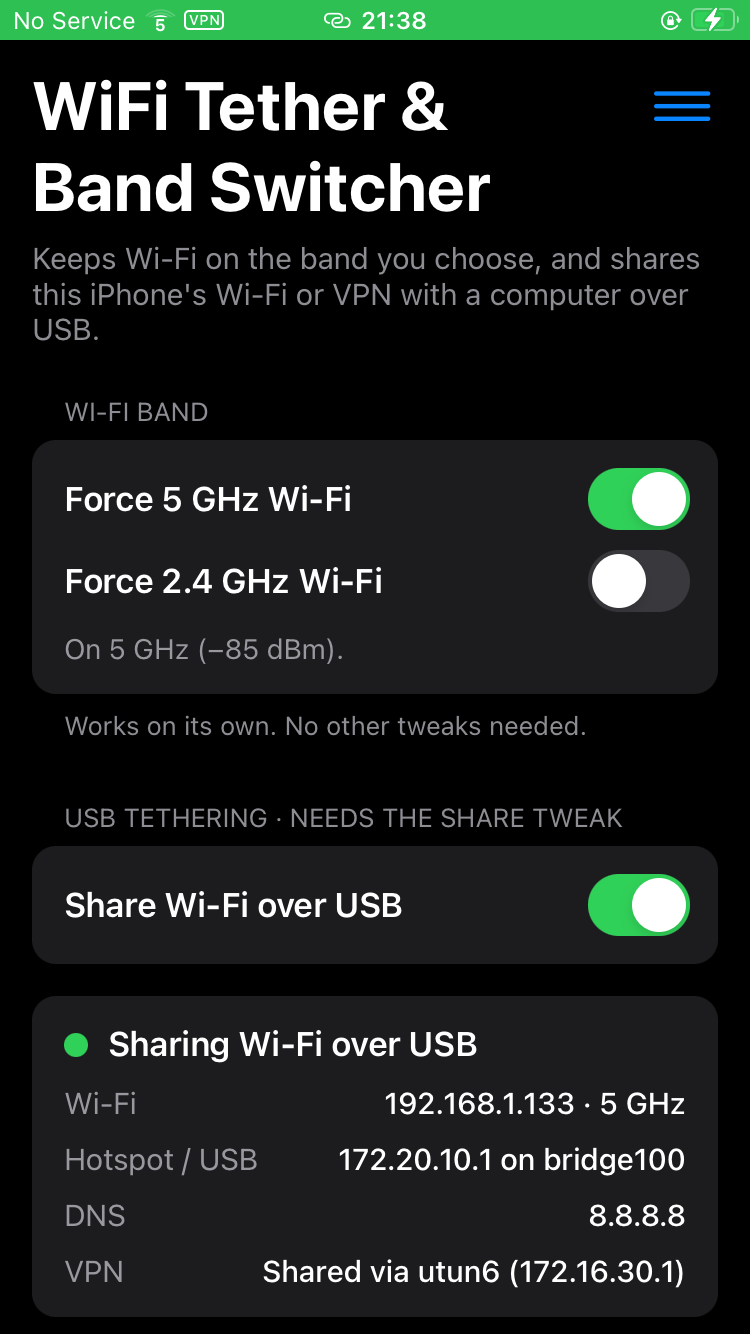 No Service 5 VPN 21:38
WiFi Tether &
Band Switcher
Keeps Wi-Fi on the band you choose, and shares
this iPhone's Wi-Fi or VPN with a computer over
USB.
WI-FI BAND
Force 5 GHz Wi-Fi
Force 2.4 GHz Wi-Fi
On 5 GHz (−85 dBm).
Works on its own. No other tweaks needed.
USB TETHERING · NEEDS THE SHARE TWEAK
Share Wi-Fi over USB
Sharing Wi-Fi over USB
Wi-Fi 192.168.1.133 · 5 GHz
Hotspot / USB 172.20.10.1 on bridge100
DNS 8.8.8.8
VPN Shared via utun6 (172.16.30.1)